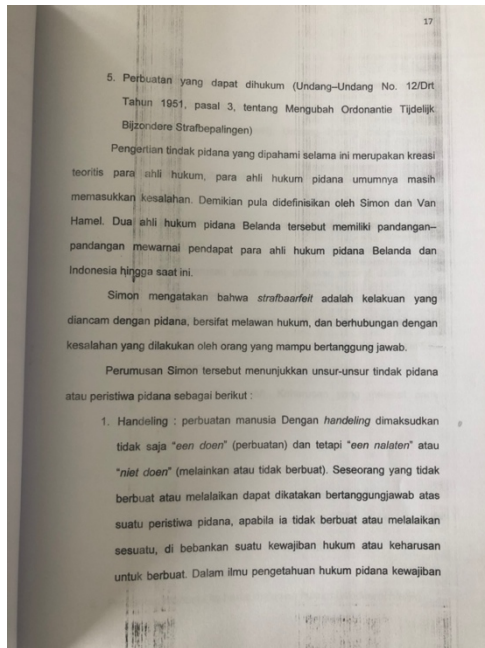 17
5. Perbuatan yang dapat dihukum (Undang–Undang No. 12/Drt
Tahun 1951, pasal 3, tentang Mengubah Ordonantie Tijdelijk
Bijzondere Strafbepalingen)
Pengertian tindak pidana yang dipahami selama ini merupakan kreasi
teoritis para ahli hukum, para ahli hukum pidana umumnya masih
memasukkan kesalahan. Demikian pula didefinisikan oleh Simon dan Van
Hamel. Dua ahli hukum pidana Belanda tersebut memiliki pandangan–
pandangan mewarnai pendapat para ahli hukum pidana Belanda dan
Indonesia hingga saat ini.
Simon mengatakan bahwa strafbaarfeit adalah kelakuan yang
diancam dengan pidana, bersifat melawan hukum, dan berhubungan dengan
kesalahan yang dilakukan oleh orang yang mampu bertanggung jawab.
Perumusan Simon tersebut menunjukkan unsur-unsur tindak pidana
atau peristiwa pidana sebagai berikut :
1. Handeling : perbuatan manusia Dengan handeling dimaksudkan
tidak saja "een doen" (perbuatan) dan tetapi "een nalaten" atau
"niet doen" (melainkan atau tidak berbuat). Seseorang yang tidak
berbuat atau melalaikan dapat dikatakan bertanggungjawab atas
suatu peristiwa pidana, apabila ia tidak berbuat atau melalaikan
sesuatu, di bebankan suatu kewajiban hukum atau keharusan
untuk berbuat. Dalam ilmu pengetahuan hukum pidana kewajiban